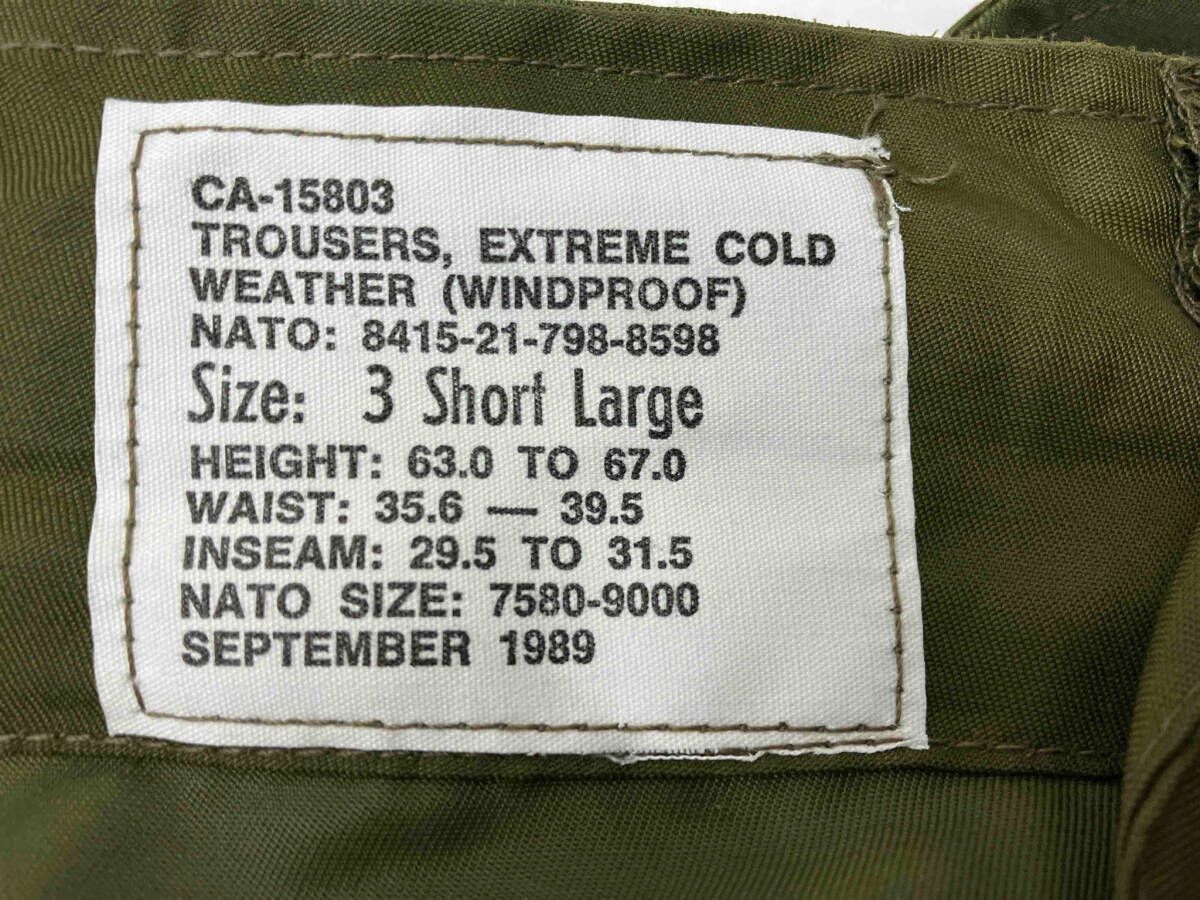 CA-15803
TROUSERS, EXTREME COLD
WEATHER (WINDPROOF)
NATO: 8415-21-798-8598
Size: 3 Short Large
HEIGHT: 63.0 TO 67.0
WAIST: 35.6 — 39.5
INSEAM: 29.5 TO 31.5
NATO SIZE: 7580-9000
SEPTEMBER 1989